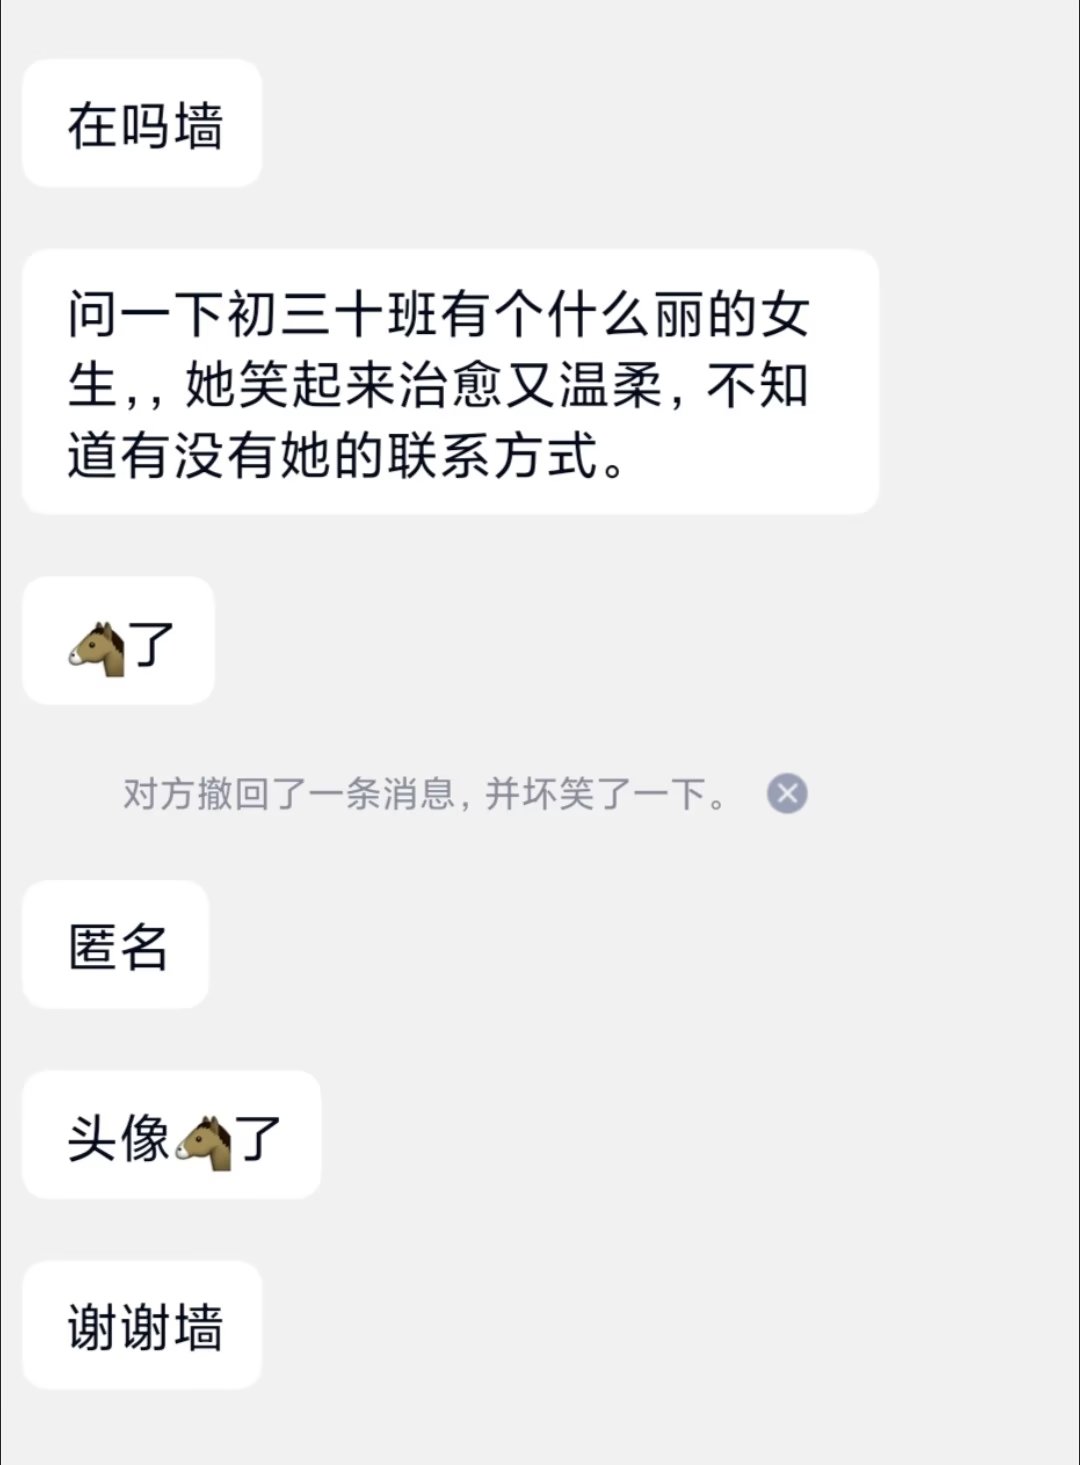 在吗墙
问一下初三十班有个什么丽的女
生，，她笑起来治愈又温柔，不知
道有没有她的联系方式。
🐴了
对方撤回了一条消息，并坏笑了一下。
匿名
头像🐴了
谢谢墙